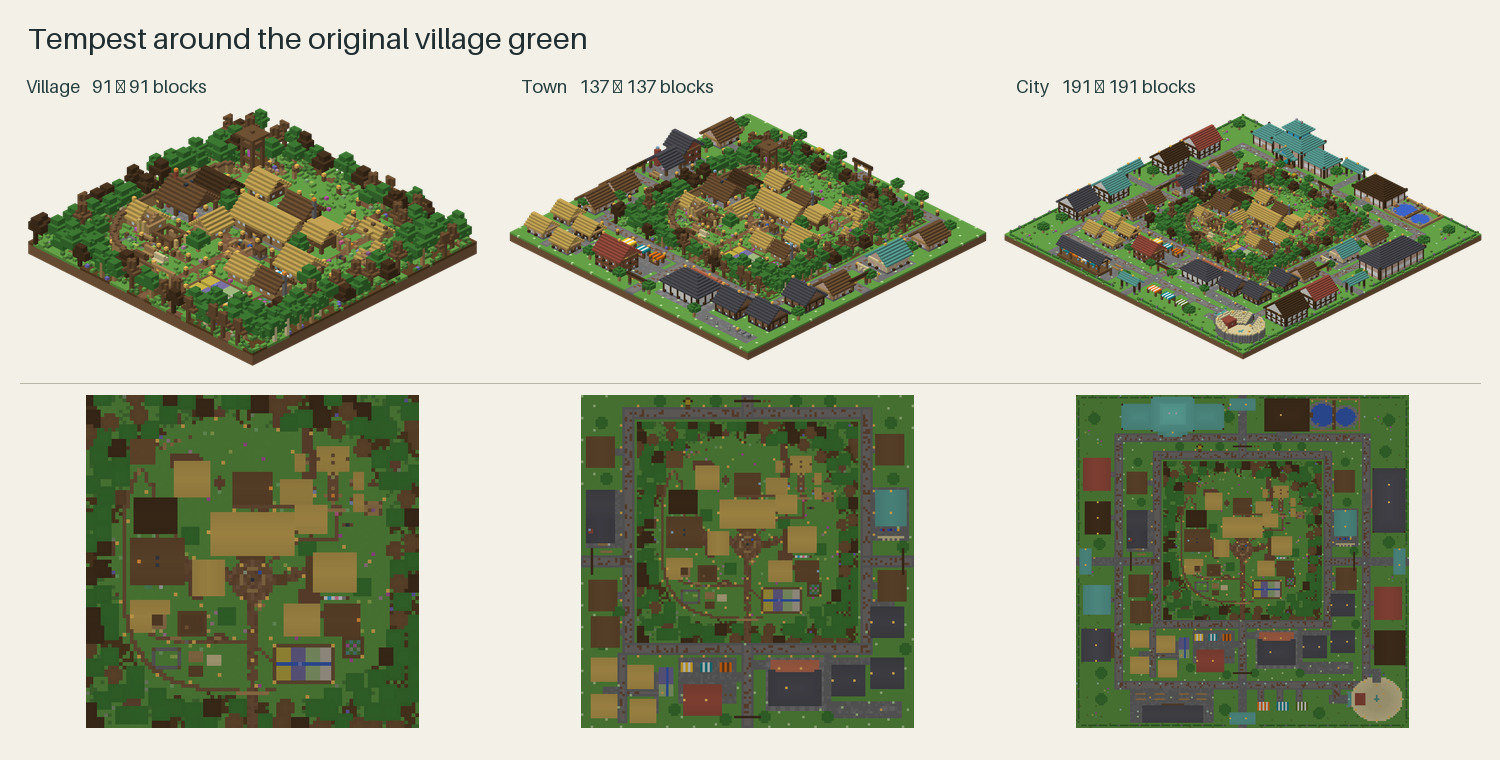 Tempest around the original village green
Village 91 91 blocks
Town 137 137 blocks
City 191 191 blocks